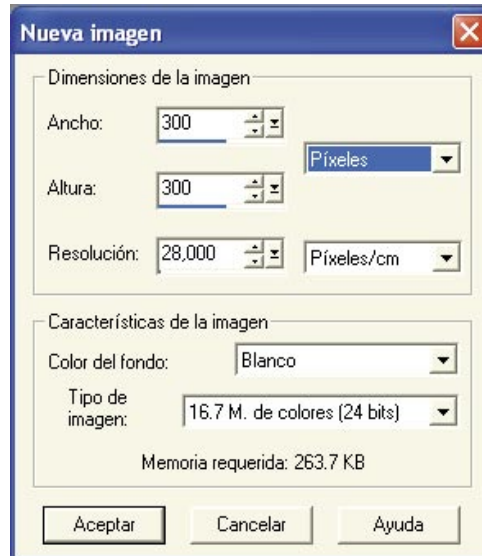 Nueva imagen
Dimensiones de la imagen
Ancho: 300
Píxeles
Altura: 300
Resolución: 28,000 Píxeles/cm
Características de la imagen
Color del fondo: Blanco
Tipo de
imagen: 16.7 M. de colores (24 bits)
Memoria requerida: 263.7 KB
Aceptar Cancelar Ayuda